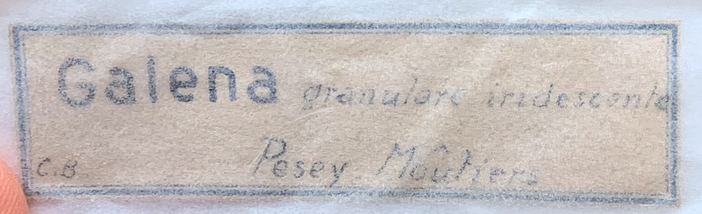 Galena granulare iridescente
Pesey. Moûtiers
C.B